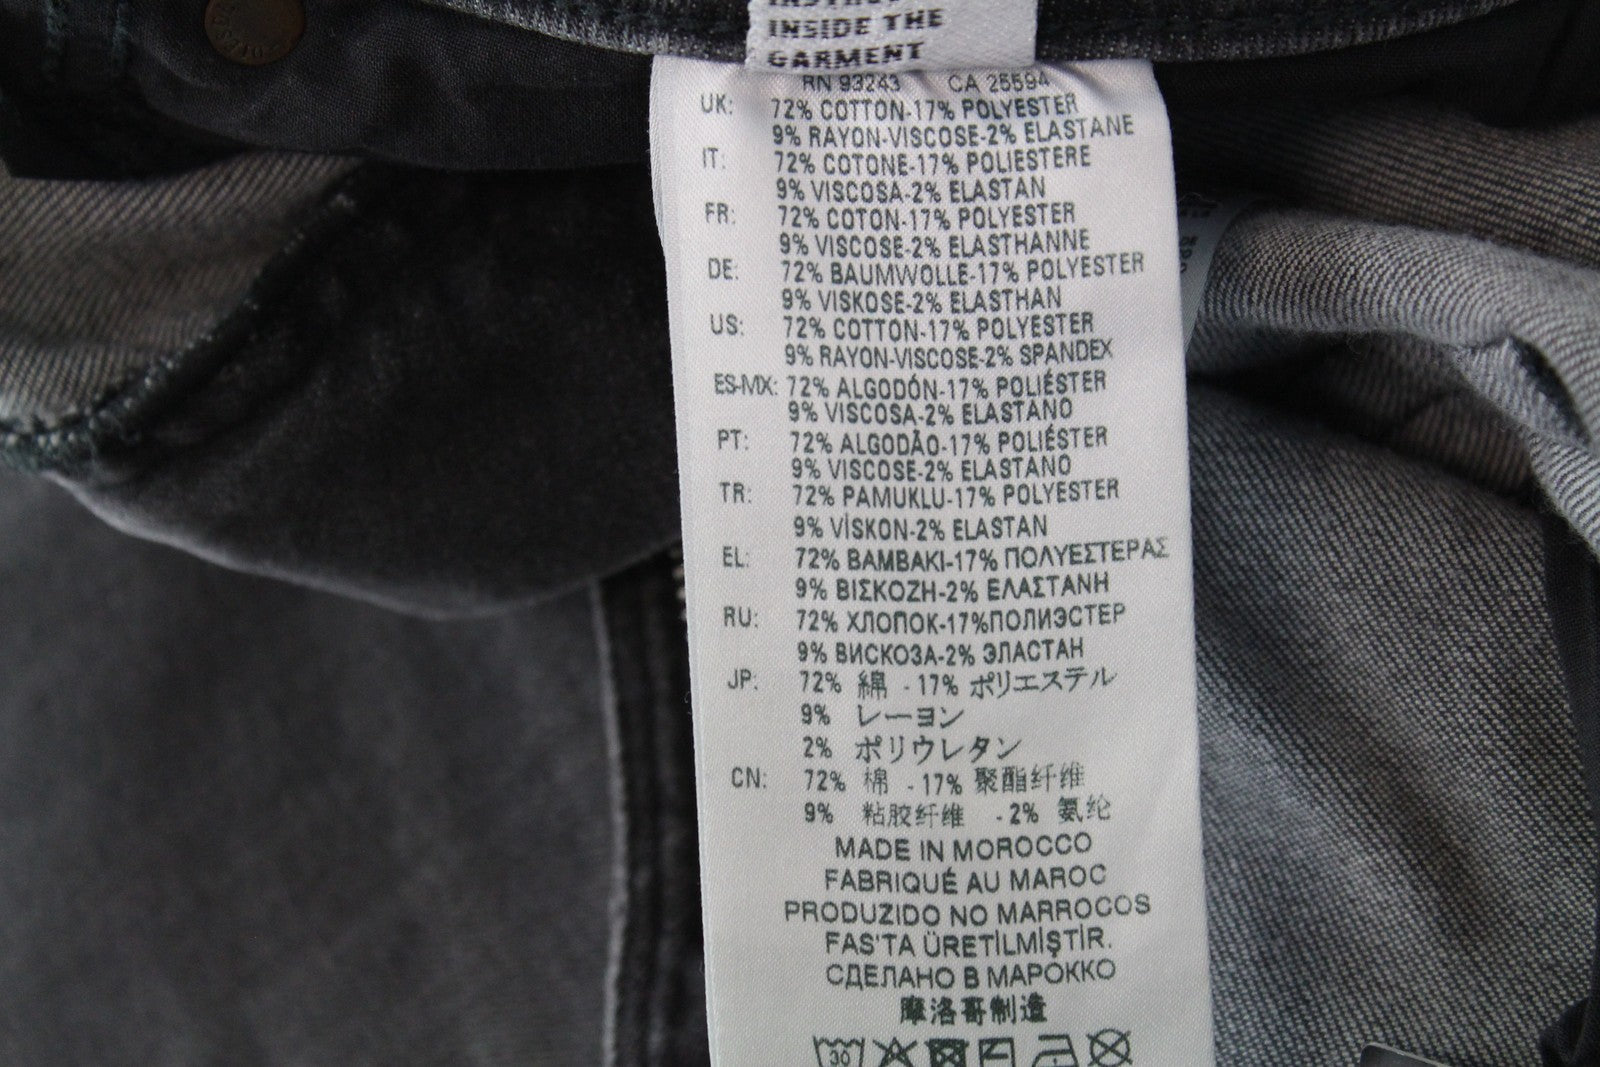 INSIDE THE
GARMENT
RN 93243 CA 25594
UK: 72% COTTON-17% POLYESTER
9% RAYON-VISCOSE-2% ELASTANE
IT: 72% COTONE-17% POLIESTERE
9% VISCOSA-2% ELASTAN
FR: 72% COTON-17% POLYESTER
9% VISCOSE-2% ELASTHANNE
DE: 72% BAUMWOLLE-17% POLYESTER
9% VISKOSE-2% ELASTHAN
US: 72% COTTON-17% POLYESTER
9% RAYON-VISCOSE-2% SPANDEX
ES-MX: 72% ALGODÓN-17% POLIÉSTER
9% VISCOSA-2% ELASTANO
PT: 72% ALGODÃO-17% POLIÉSTER
9% VISCOSE-2% ELASTANO
TR: 72% PAMUKLU-17% POLYESTER
9% VİSKON-2% ELASTAN
EL: 72% ΒΑΜΒΑΚΙ-17% ΠΟΛΥΕΣΤΕΡΑΣ
9% ΒΙΣΚΟΖΗ-2% ΕΛΑΣΤΑΝΗ
RU: 72% ХЛОПОК-17%ПОЛИЭСТЕР
9% ВИСКОЗА-2% ЭЛАСТАН
JP: 72% 綿 - 17% ポリエステル
9% レーヨン
2% ポリウレタン
CN: 72% 棉 - 17% 聚酯纤维
9% 粘胶纤维 - 2% 氨纶
MADE IN MOROCCO
FABRIQUÉ AU MAROC
PRODUZIDO NO MARROCOS
FAS'TA ÜRETİLMİŞTİR.
СДЕЛАНО В МАРОККО
摩洛哥制造
30